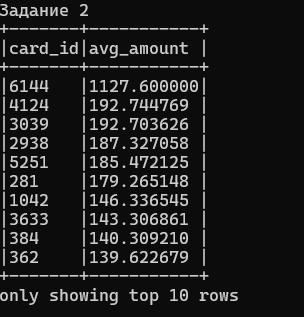 Задание 2
+-------+-----------+
|card_id|avg_amount |
+-------+-----------+
|6144   |1127.600000|
|4124   |192.744769 |
|3039   |192.703626 |
|2938   |187.327058 |
|5251   |185.472125 |
|281    |179.265148 |
|1042   |146.336545 |
|3633   |143.306861 |
|384    |140.309210 |
|362    |139.622679 |
+-------+-----------+
only showing top 10 rows